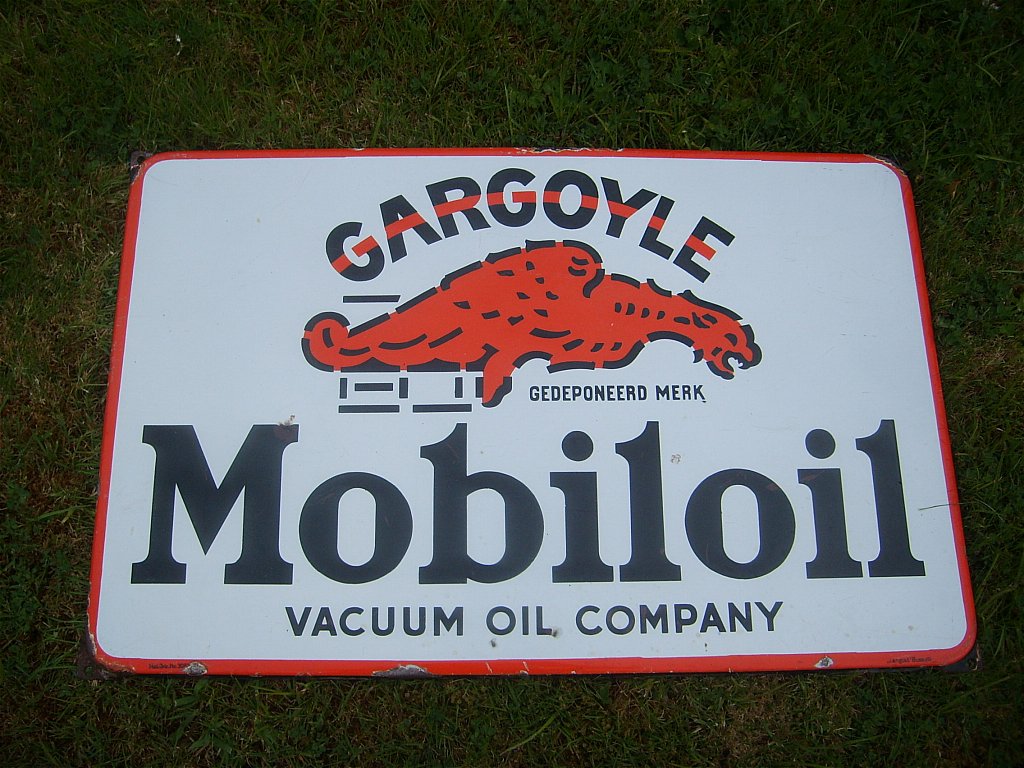 GARGOYLE
GEDEPONEERD MERK
Mobiloil
VACUUM OIL COMPANY